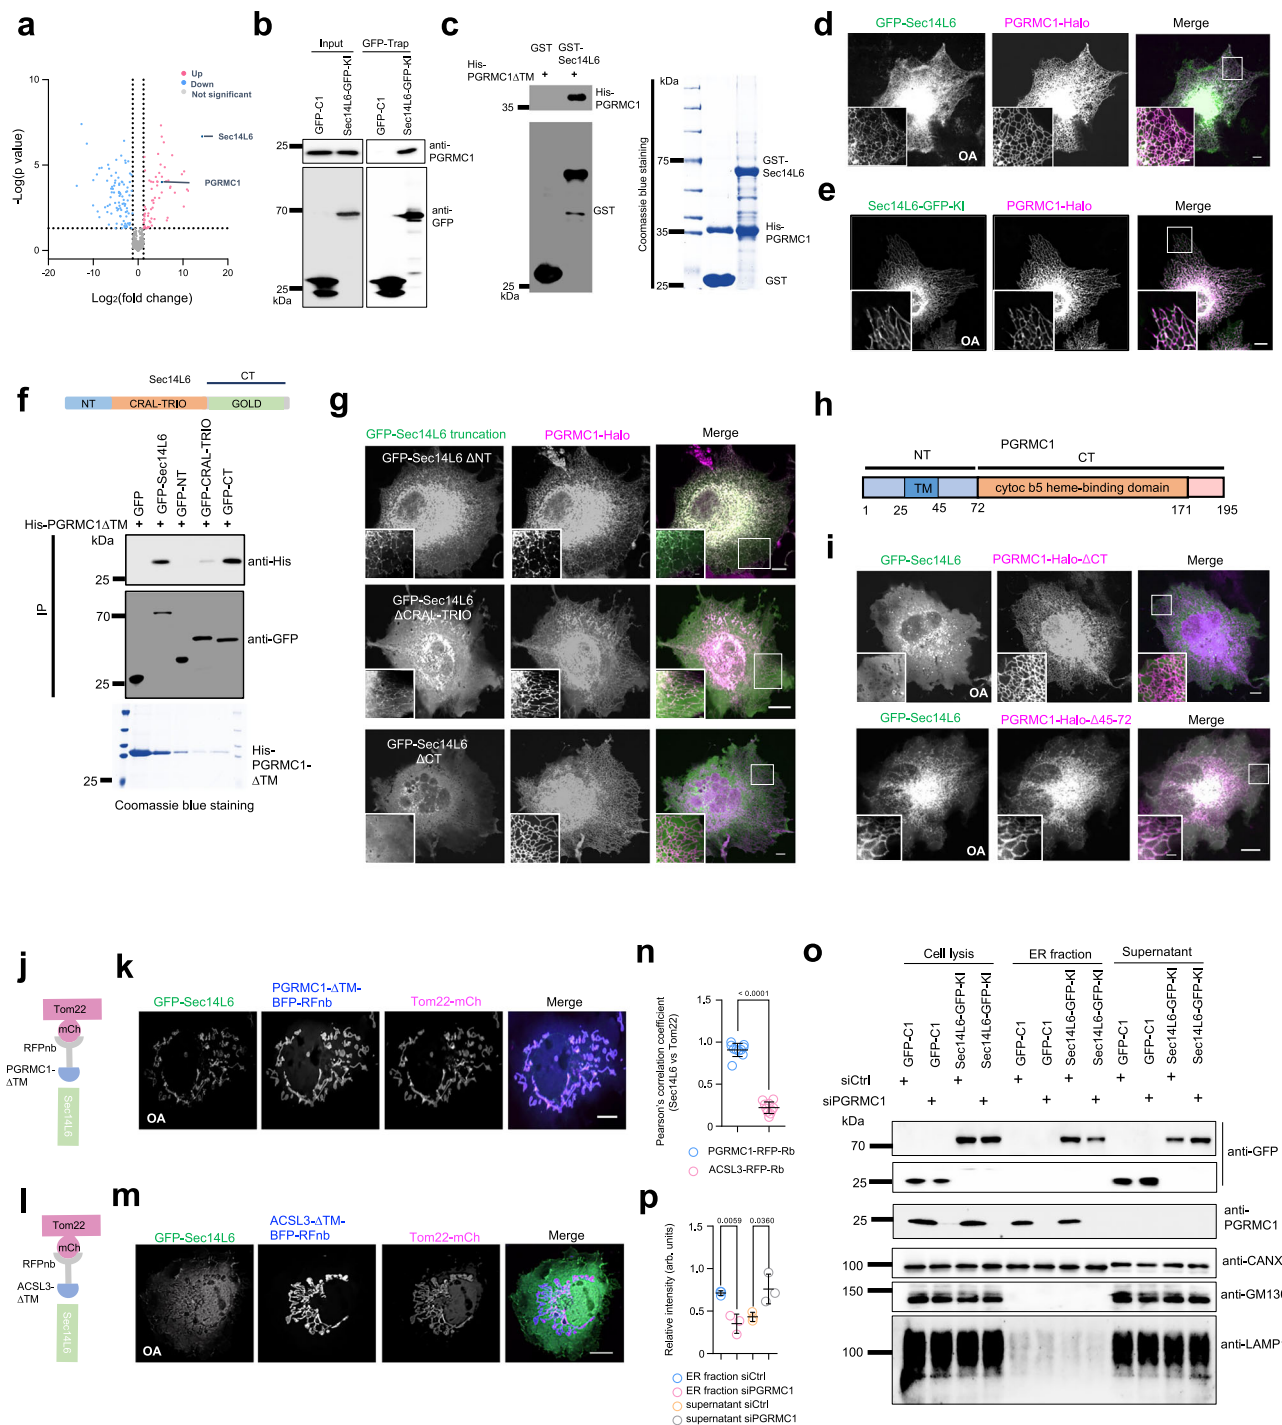 a
Up
Down
Not significant
Sec14L6
PGRMC1
-Log(p value)
10
5
0
-20
-10
0
10
20
Log2(fold change)
b
Input
GFP-Trap
GFP-C1
Sec14L6-GFP-KI
GFP-C1
Sec14L6-GFP-KI
25
anti-
PGRMC1
70
anti-
GFP
25
kDa
c
GST
GST-
Sec14L6
His-
PGRMC1ΔTM
+
+
35
His-
PGRMC1
GST
25
kDa
Coomassie blue staining
kDa
75
35
25
GST-
Sec14L6
His-
PGRMC1
GST
d
GFP-Sec14L6
PGRMC1-Halo
Merge
OA
e
Sec14L6-GFP-KI
PGRMC1-Halo
Merge
OA
f
Sec14L6
CT
NT
CRAL-TRIO
GOLD
GFP
GFP-Sec14L6
GFP-NT
GFP-CRAL-TRIO
GFP-CT
His-PGRMC1ΔTM
+
+
+
+
+
kDa
25
anti-His
IP
70
anti-GFP
25
His-
PGRMC1-
ΔTM
25
Coomassie blue staining
g
GFP-Sec14L6 truncation
PGRMC1-Halo
Merge
GFP-Sec14L6 ΔNT
GFP-Sec14L6
ΔCRAL-TRIO
GFP-Sec14L6
ΔCT
h
PGRMC1
NT
CT
TM
cytoc b5 heme-binding domain
1
25
45
72
171
195
i
GFP-Sec14L6
PGRMC1-Halo-ΔCT
Merge
OA
GFP-Sec14L6
PGRMC1-Halo-Δ45-72
Merge
OA
j
Tom22
mCh
RFPnb
PGRMC1-
ΔTM
Sec14L6
k
GFP-Sec14L6
PGRMC1-ΔTM-
BFP-RFnb
Tom22-mCh
Merge
OA
l
Tom22
mCh
RFPnb
ACSL3-
ΔTM
Sec14L6
m
GFP-Sec14L6
ACSL3-ΔTM-
BFP-RFnb
Tom22-mCh
Merge
OA
n
< 0.0001
Pearson's correlation coefficient
(Sec14L6 vs Tom22)
1.5
1.0
0.5
0
PGRMC1-RFP-Rb
ACSL3-RFP-Rb
p
0.0059
0.0360
Relative intensity (arb. units)
1.5
1.0
0.5
0
ER fraction siCtrl
ER fraction siPGRMC1
supernatant siCtrl
supernatant siPGRMC1
o
Cell lysis
ER fraction
Supernatant
GFP-C1
GFP-C1
Sec14L6-GFP-KI
Sec14L6-GFP-KI
GFP-C1
GFP-C1
Sec14L6-GFP-KI
Sec14L6-GFP-KI
GFP-C1
GFP-C1
Sec14L6-GFP-KI
Sec14L6-GFP-KI
siCtrl
+
+
+
+
+
+
siPGRMC1
+
+
+
+
+
+
kDa
70
25
anti-GFP
25
anti-
PGRMC1
100
anti-CANX
150
anti-GM130
100
anti-LAMP